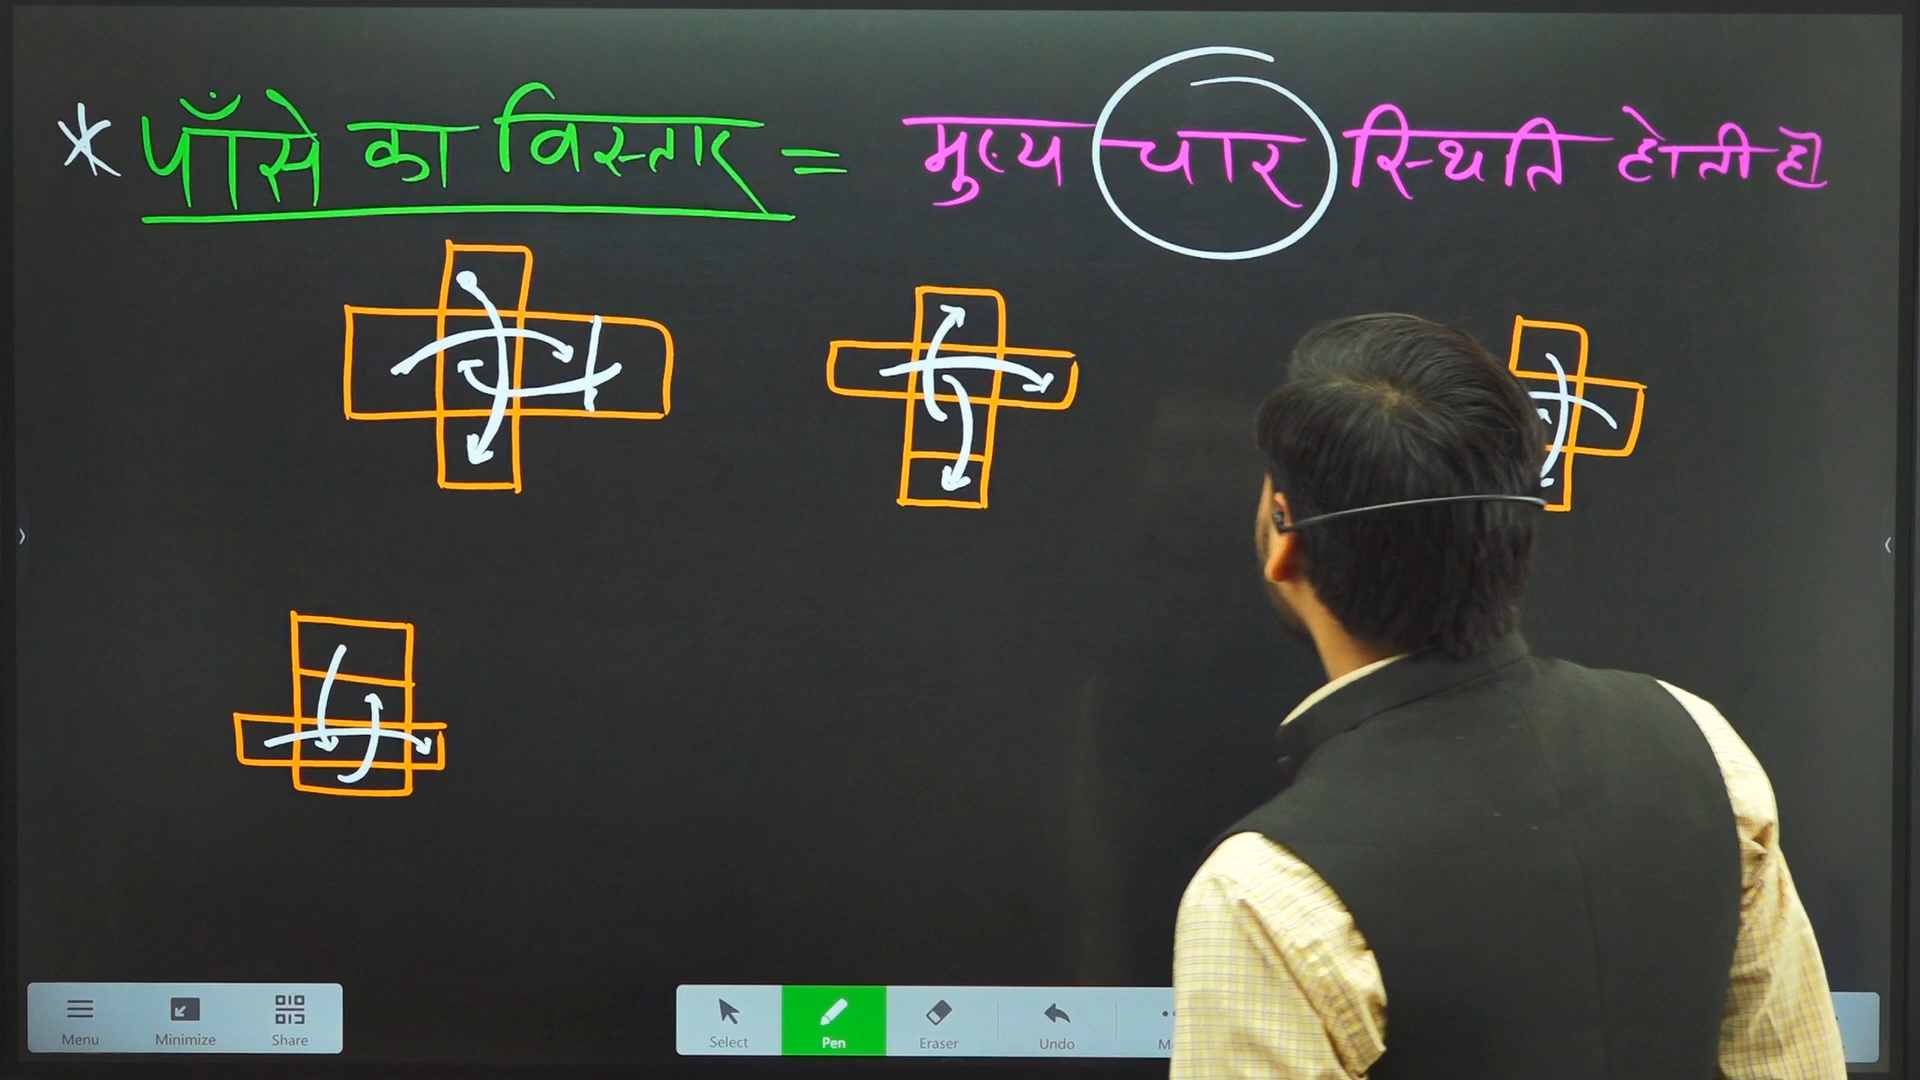 * पाँसे का विस्तार = मुख्य चार स्थिति होती हैं
Menu Minimize Share Select Pen Eraser Undo